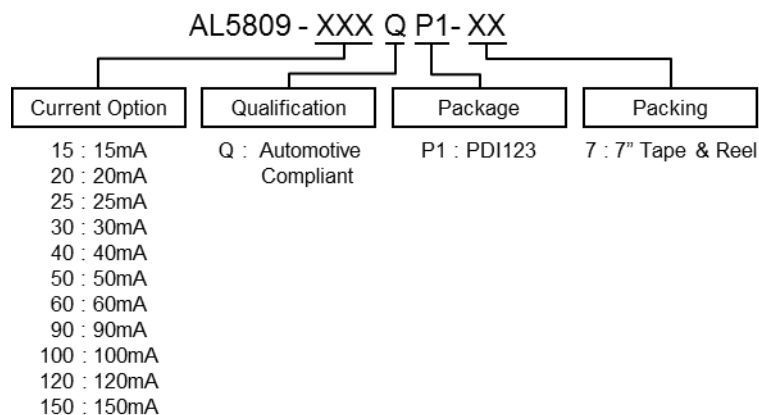 AL5809 - XXX Q P1- XX
Current Option
Qualification
Package
Packing
15 : 15mA
20 : 20mA
25 : 25mA
30 : 30mA
40 : 40mA
50 : 50mA
60 : 60mA
90 : 90mA
100 : 100mA
120 : 120mA
150 : 150mA
Q : Automotive
Compliant
P1 : PDI123
7 : 7” Tape & Reel